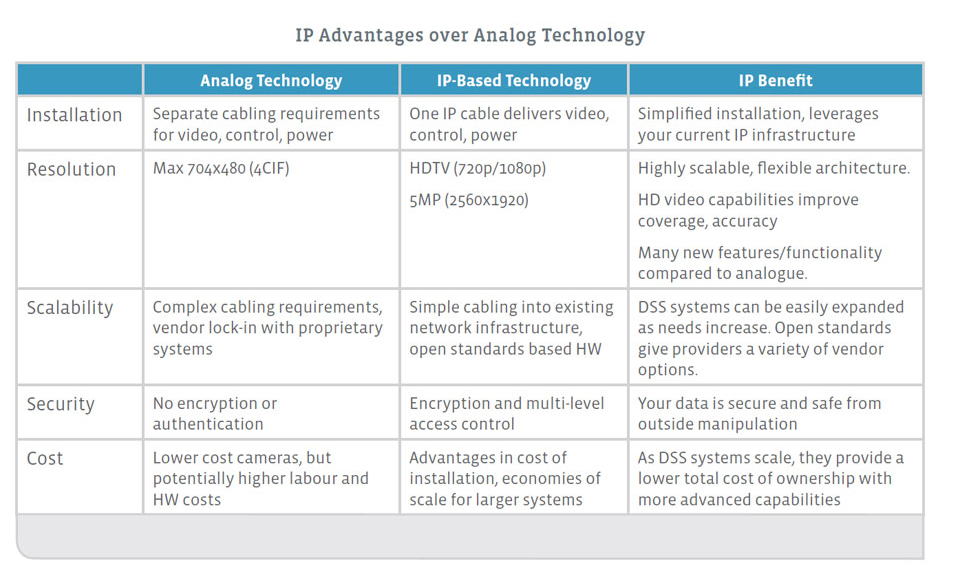 IP Advantages over Analog Technology
Analog Technology
IP-Based Technology
IP Benefit
Installation
Separate cabling requirements
for video, control, power
One IP cable delivers video,
control, power
Simplified installation, leverages
your current IP infrastructure
Resolution
Max 704x480 (4CIF)
HDTV (720p/1080p)
5MP (2560x1920)
Highly scalable, flexible architecture.
HD video capabilities improve
coverage, accuracy
Many new features/functionality
compared to analogue.
Scalability
Complex cabling requirements,
vendor lock-in with proprietary
systems
Simple cabling into existing
network infrastructure,
open standards based HW
DSS systems can be easily expanded
as needs increase. Open standards
give providers a variety of vendor
options.
Security
No encryption or
authentication
Encryption and multi-level
access control
Your data is secure and safe from
outside manipulation
Cost
Lower cost cameras, but
potentially higher labour and
HW costs
Advantages in cost of
installation, economies of
scale for larger systems
As DSS systems scale, they provide a
lower total cost of ownership with
more advanced capabilities